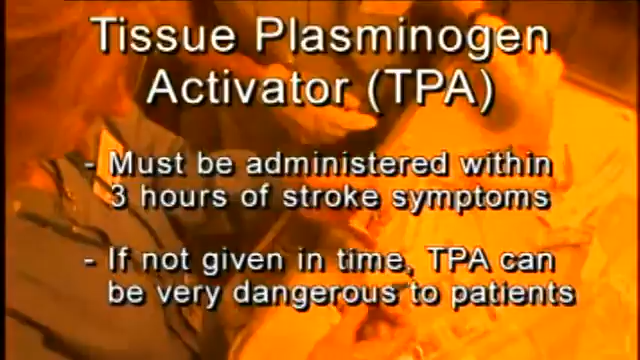 Tissue Plasminogen
Activator (TPA)
- Must be administered within
3 hours of stroke symptoms
- If not given in time, TPA can
be very dangerous to patients